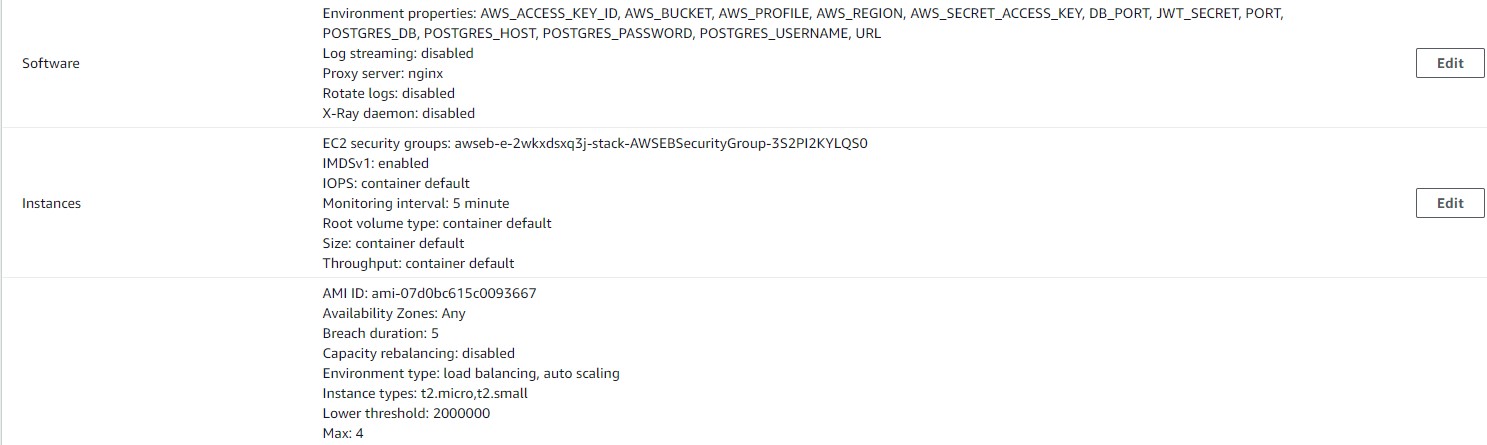 Environment properties: AWS_ACCESS_KEY_ID, AWS_BUCKET, AWS_PROFILE, AWS_REGION, AWS_SECRET_ACCESS_KEY, DB_PORT, JWT_SECRET, PORT,
POSTGRES_DB, POSTGRES_HOST, POSTGRES_PASSWORD, POSTGRES_USERNAME, URL
Log streaming: disabled
Software
Edit
Proxy server: nginx
Rotate logs: disabled
X-Ray daemon: disabled
EC2 security groups: awseb-e-2wkxdsxq3j-stack-AWSEBSecurityGroup-3S2PI2KYLQS0
IMDSv1: enabled
IOPS: container default
Instances
Monitoring interval: 5 minute
Edit
Root volume type: container default
Size: container default
Throughput: container default
AMI ID: ami-07d0bc615c0093667
Availability Zones: Any
Breach duration: 5
Capacity rebalancing: disabled
Environment type: load balancing, auto scaling
Instance types: t2.micro,t2.small
Lower threshold: 2000000
Max: 4